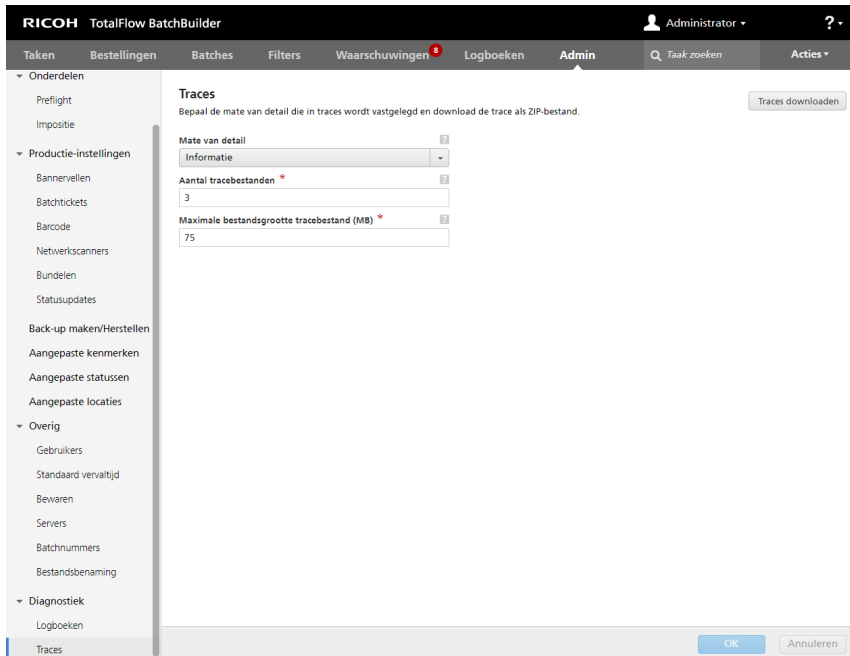 RICOH TotalFlow BatchBuilder
Administrator
?
Taken Bestellingen Batches Filters Waarschuwingen 8 Logboeken Admin Taak zoeken Acties
Onderdelen
Preflight
Impositie
Productie-instellingen
Bannervellen
Batchtickets
Barcode
Netwerkscanners
Bundelen
Statusupdates
Back-up maken/Herstellen
Aangepaste kenmerken
Aangepaste statussen
Aangepaste locaties
Overig
Gebruikers
Standaard vervaltijd
Bewaren
Servers
Batchnummers
Bestandsbenaming
Diagnostiek
Logboeken
Traces
Traces
Bepaal de mate van detail die in traces wordt vastgelegd en download de trace als ZIP-bestand.
Traces downloaden
Mate van detail ?
Informatie
Aantal tracebestanden * ?
3
Maximale bestandsgrootte tracebestand (MB) * ?
75
OK Annuleren